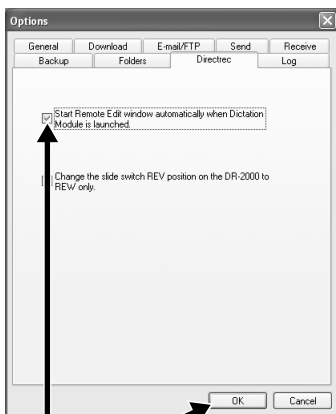 Options
General Download E-mail/FTP Send Receive
Backup Folders Directrec Log
Start Remote Edit window automatically when Dictation
Module is launched.
Change the slide switch REV position on the DR-2000 to
REW only.
OK Cancel